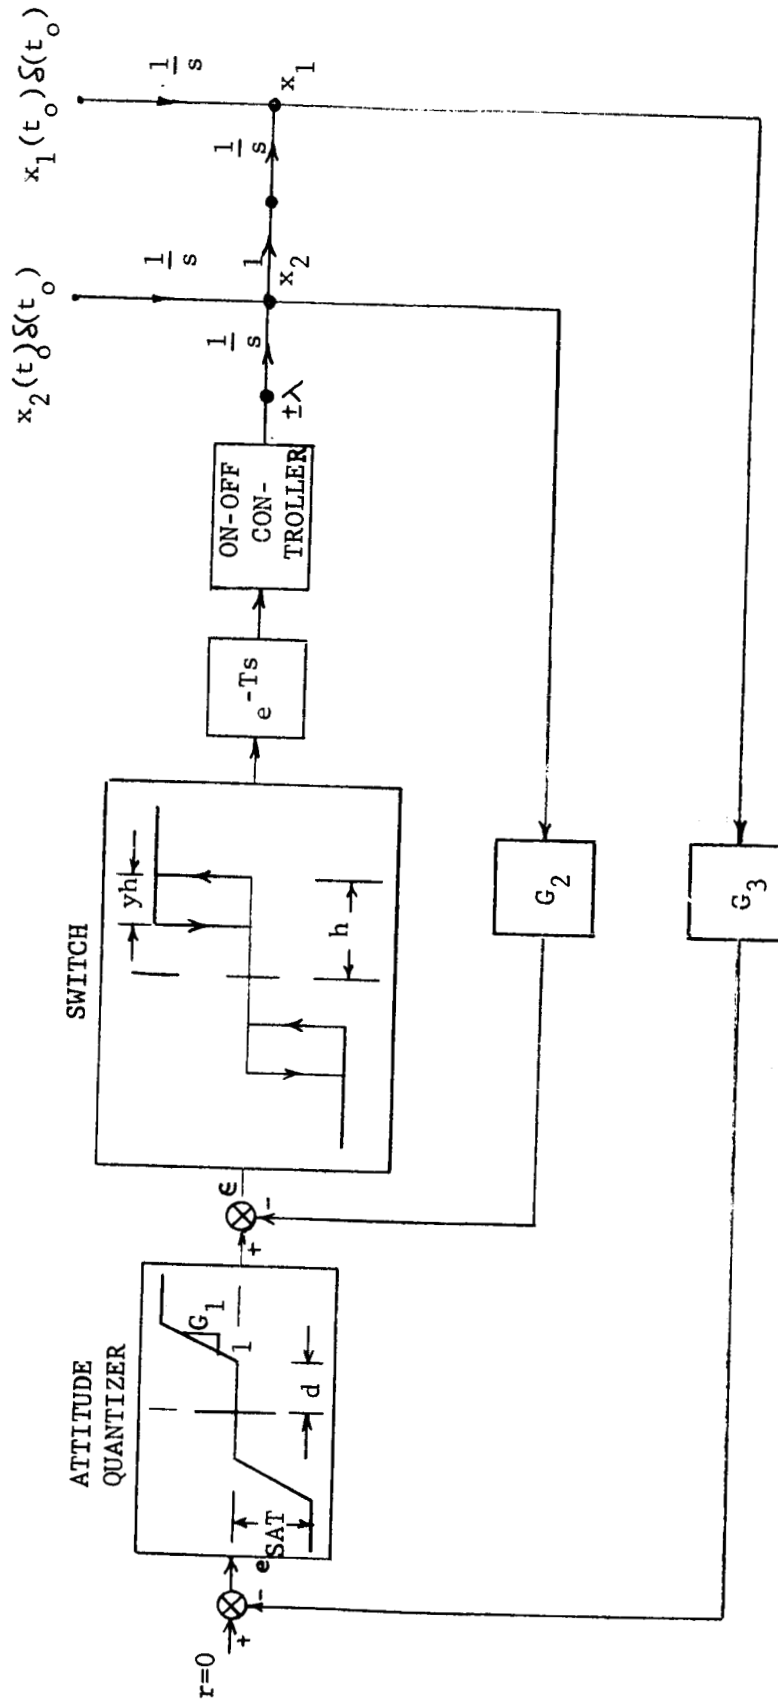 r=0
+
-
e
ATTITUDE
QUANTIZER
SAT
d
1
G1
+
-
ϵ
SWITCH
yh
h
e^-Ts
ON-OFF
CON-
TROLLER
±λ
1/s
x2
1
1/s
x1
x2(to)δ(to)
1/s
x1(to)δ(to)
1/s
G2
G3